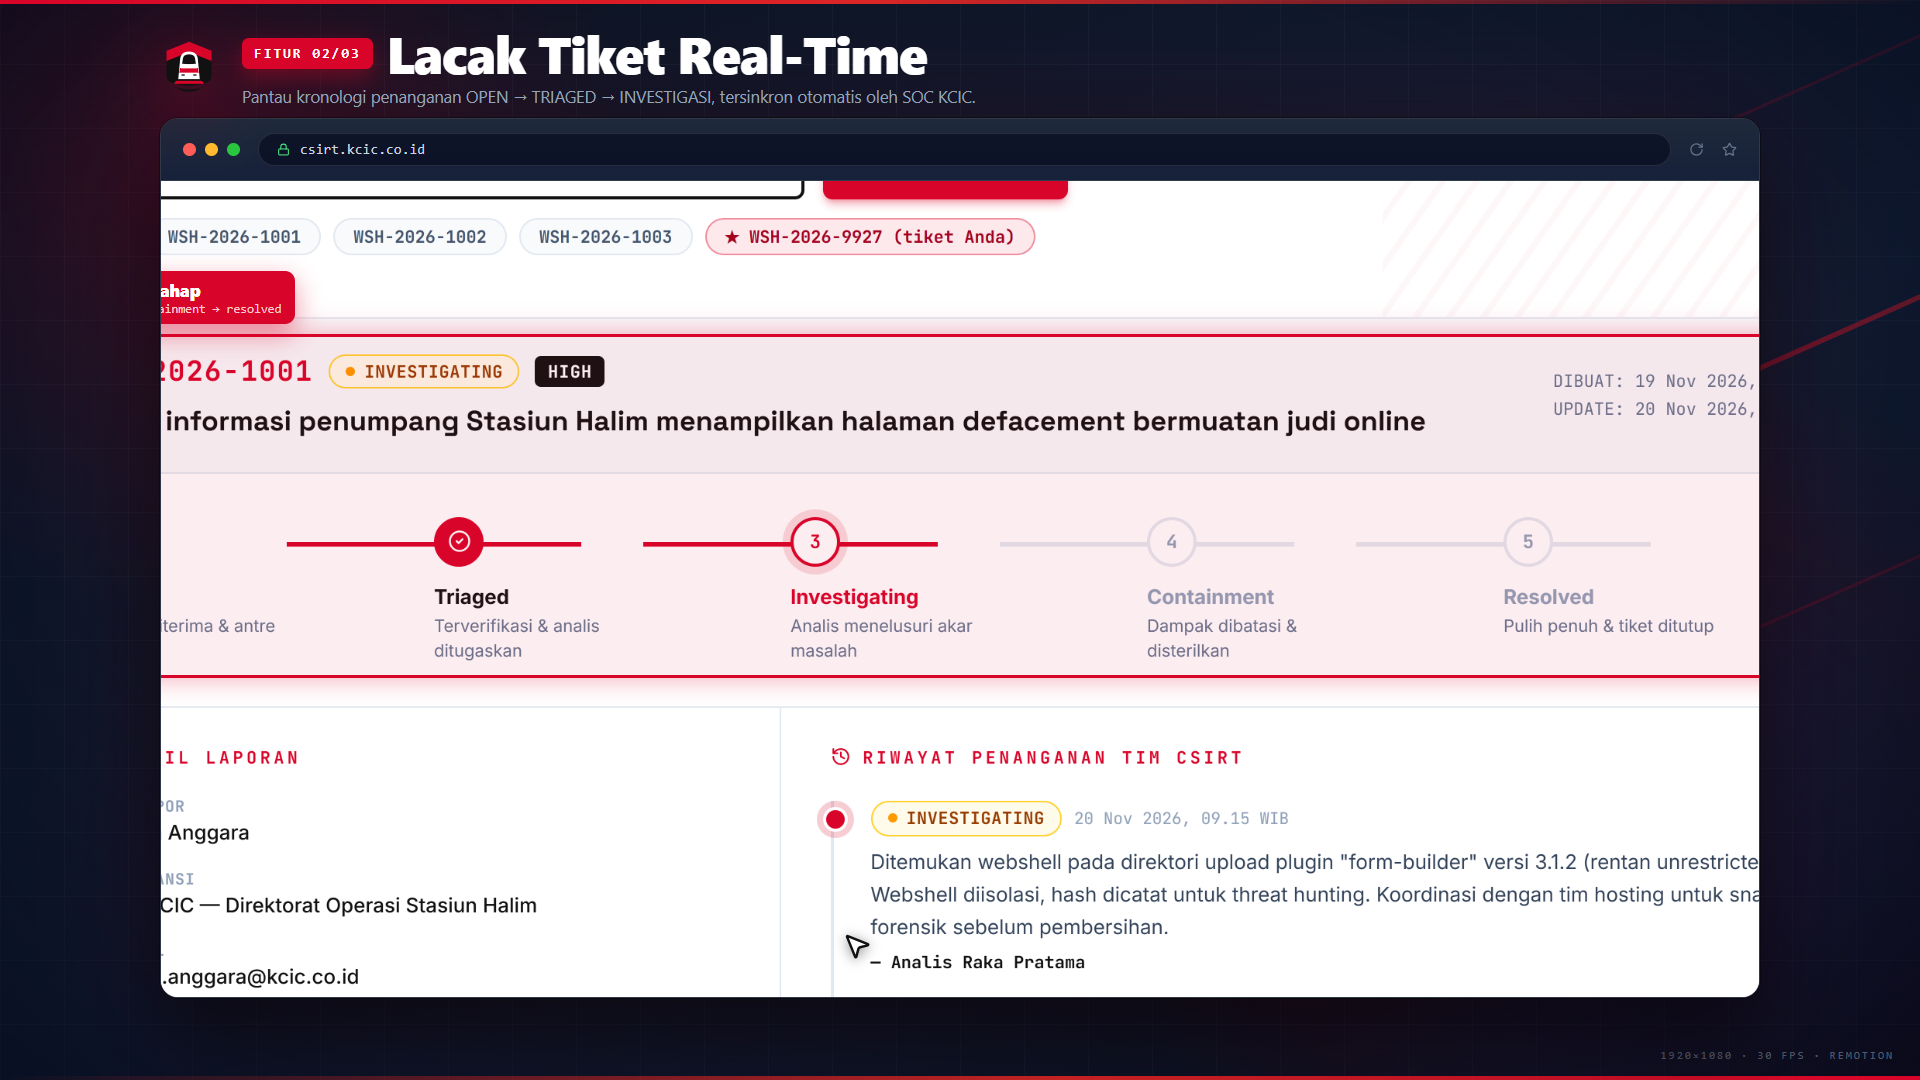 FITUR 02/03
Lacak Tiket Real-Time
Pantau kronologi penanganan OPEN → TRIAGED → INVESTIGASI, tersinkron otomatis oleh SOC KCIC.
csirt.kcic.co.id
WSH-2026-1001
WSH-2026-1002
WSH-2026-1003
★ WSH-2026-9927 (tiket Anda)
ahap
ainment → resolved
2026-1001
INVESTIGATING
HIGH
DIBUAT: 19 Nov 2026,
UPDATE: 20 Nov 2026,
informasi penumpang Stasiun Halim menampilkan halaman defacement bermuatan judi online
3
4
5
Triaged
Investigating
Containment
Resolved
iterima & antre
Terverifikasi & analis
ditugaskan
Analis menelusuri akar
masalah
Dampak dibatasi &
disterilkan
Pulih penuh & tiket ditutup
IL LAPORAN
POR
Anggara
ANSI
CIC — Direktorat Operasi Stasiun Halim
.anggara@kcic.co.id
RIWAYAT PENANGANAN TIM CSIRT
INVESTIGATING
20 Nov 2026, 09.15 WIB
Ditemukan webshell pada direktori upload plugin "form-builder" versi 3.1.2 (rentan unrestricte
Webshell diisolasi, hash dicatat untuk threat hunting. Koordinasi dengan tim hosting untuk sna
forensik sebelum pembersihan.
— Analis Raka Pratama
1920×1080 · 30 FPS · REMOTION